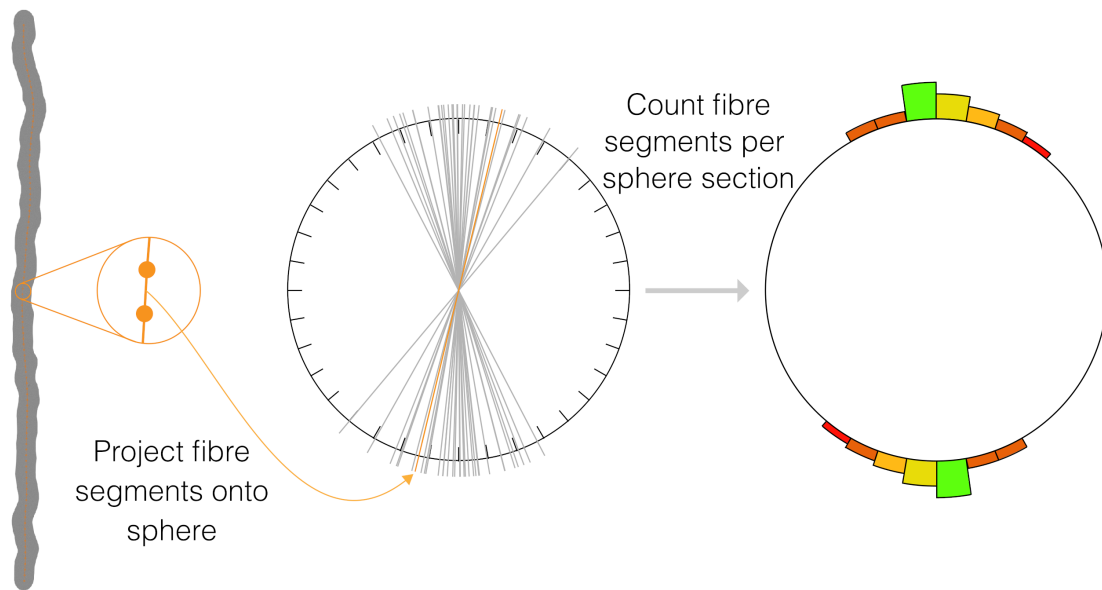 Project fibre
segments onto
sphere
Count fibre
segments per
sphere section